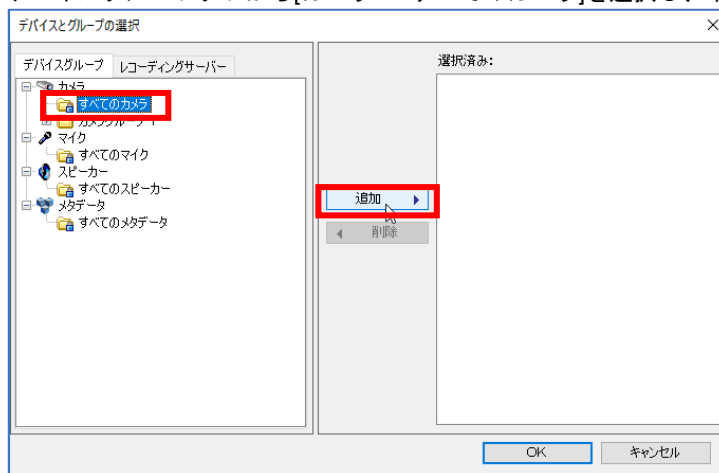 デバイスとグループの選択
デバイスグループ
レコーディングサーバー
選択済み:
カメラ
すべてのカメラ
マイク
すべてのマイク
スピーカー
すべてのスピーカー
メタデータ
すべてのメタデータ
追加
削除
OK
キャンセル